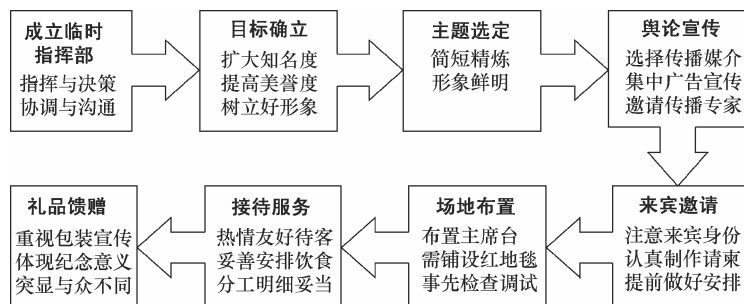 成立临时
指挥部
指挥与决策
协调与沟通
目标确立
扩大知名度
提高美誉度
树立好形象
主题选定
简短精炼
形象鲜明
舆论宣传
选择传播媒介
集中广告宣传
邀请传播专家
来宾邀请
注意来宾身份
认真制作请柬
提前做好安排
场地布置
布置主席台
需铺设红地毯
事先检查调试
接待服务
热情友好待客
妥善安排饮食
分工明细妥当
礼品馈赠
重视包装宣传
体现纪念意义
突显与众不同